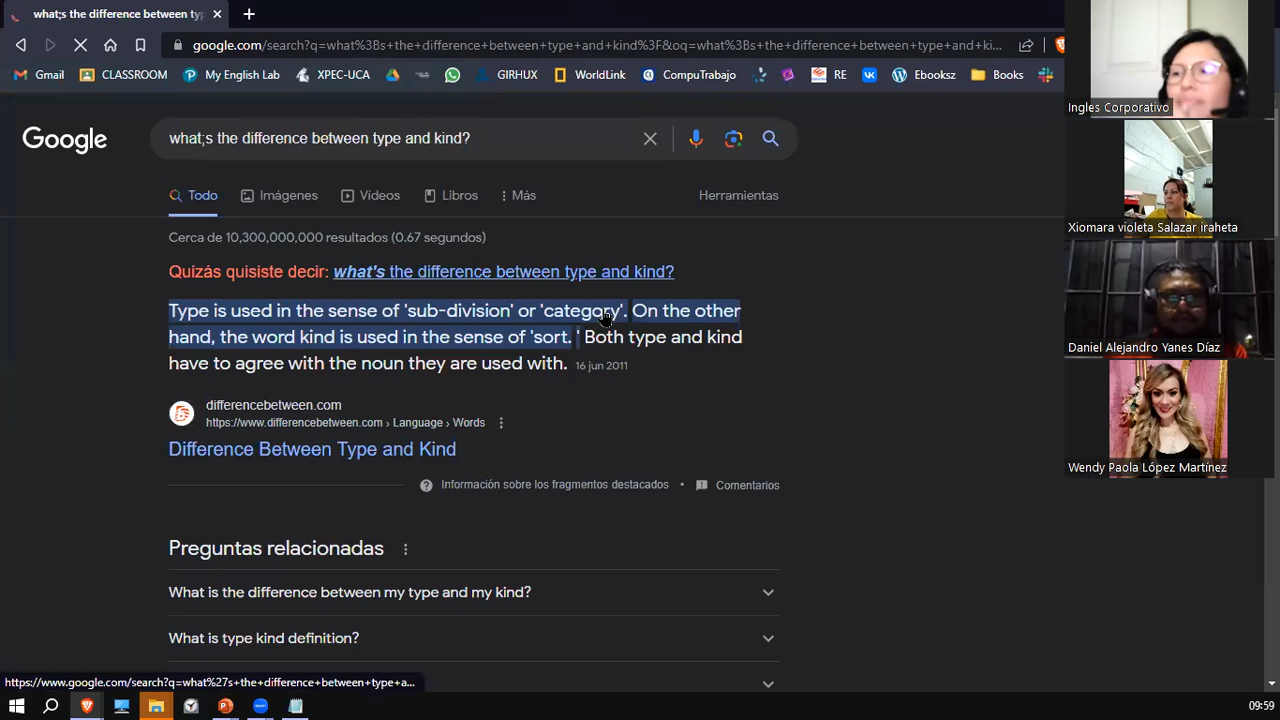 what;s the difference between typ
google.com/search?q=what%3Bs+the+difference+between+type+and+kind%3F&oq=what%3Bs+the+difference+between+type+and+ki...
Gmail CLASSROOM My English Lab XPEC-UCA GIRHUX WorldLink CompuTrabajo RE Ebooksz Books
Google
what;s the difference between type and kind?
Todo Imágenes Vídeos Libros Más Herramientas
Cerca de 10,300,000,000 resultados (0.67 segundos)
Quizás quisiste decir: what's the difference between type and kind?
Type is used in the sense of 'sub-division' or 'category'. On the other
hand, the word kind is used in the sense of 'sort. ' Both type and kind
have to agree with the noun they are used with. 16 jun 2011
differencebetween.com
https://www.differencebetween.com › Language › Words
Difference Between Type and Kind
Información sobre los fragmentos destacados • Comentarios
Preguntas relacionadas
What is the difference between my type and my kind?
What is type kind definition?
https://www.google.com/search?q=what%27s+the+difference+between+type+a...
09:59
Ingles Corporativo
Xiomara violeta Salazar iraheta
Daniel Alejandro Yanes Díaz
Wendy Paola López Martínez